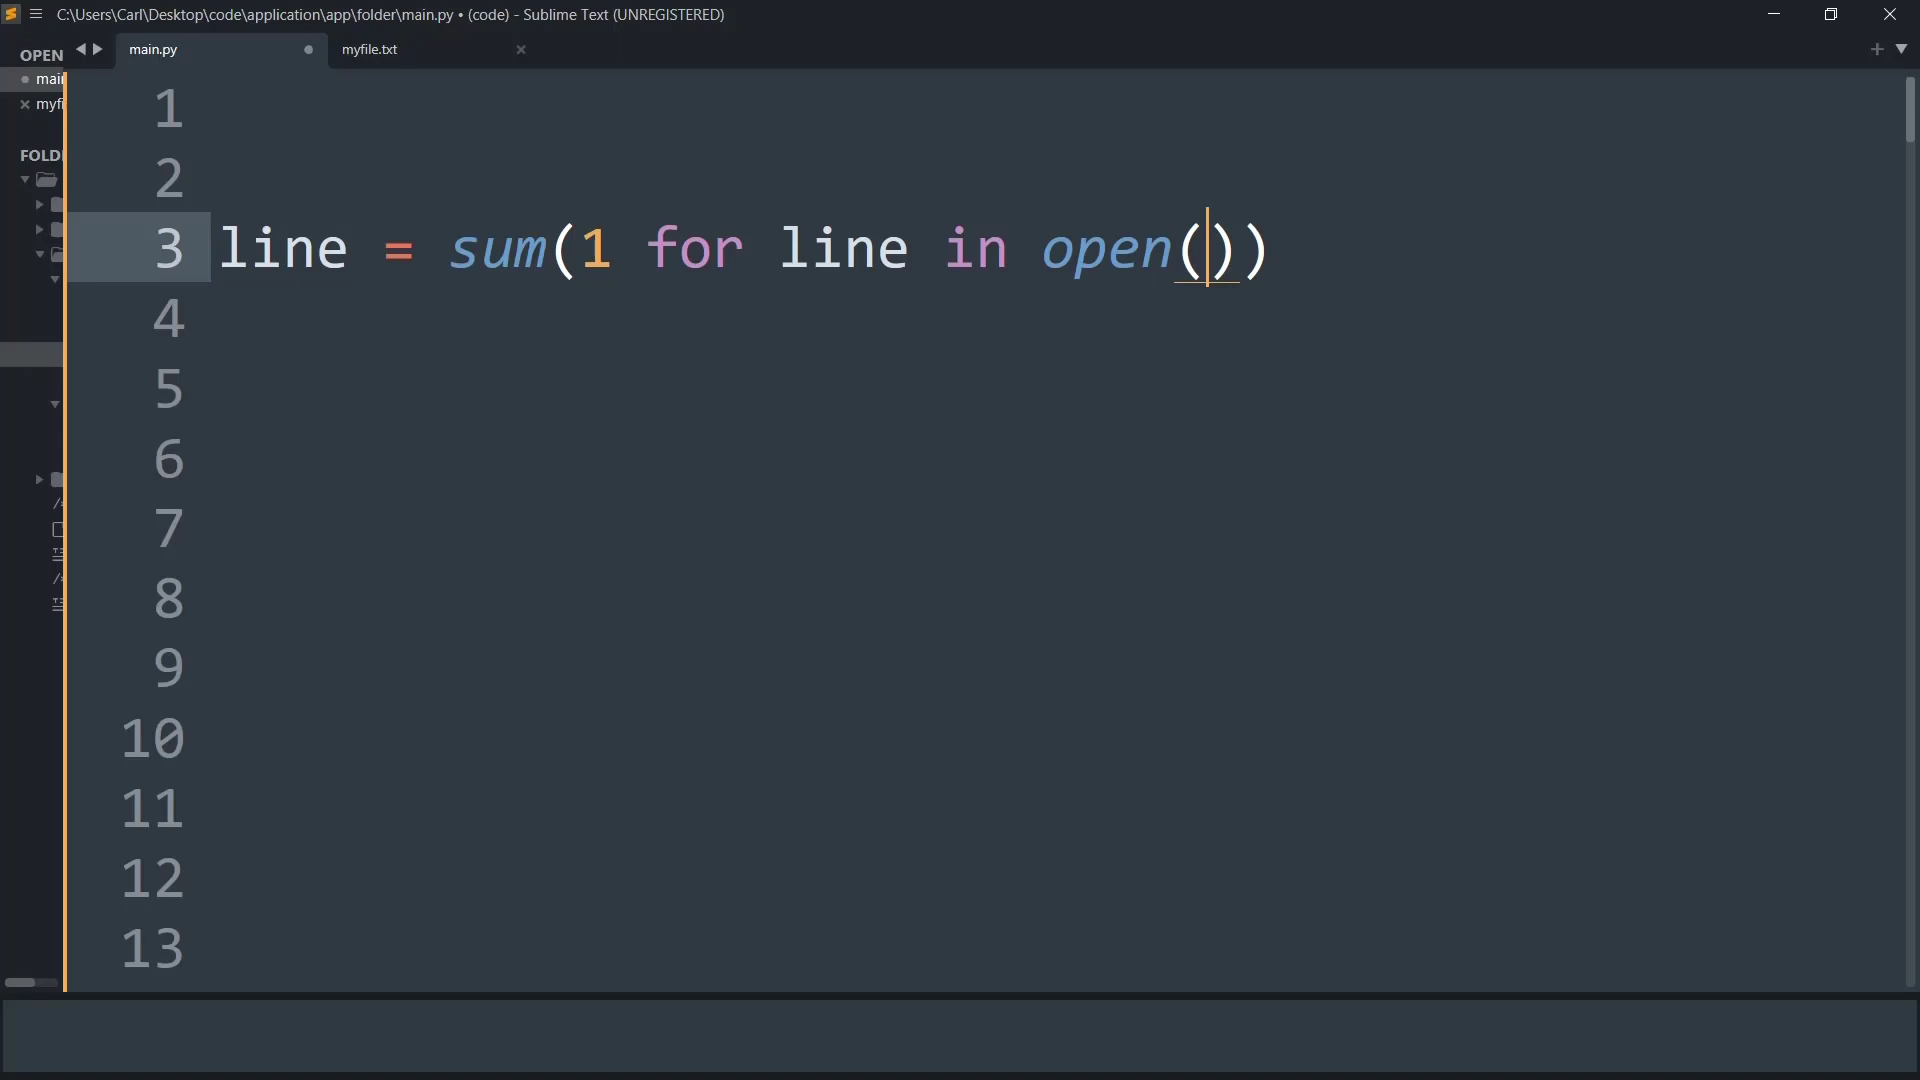 C:\Users\Carl\Desktop\code\application\app\folder\main.py • (code) - Sublime Text (UNREGISTERED)
OPEN
main.py
myfile.txt
1
2
3 line = sum(1 for line in open())
4
5
6
7
8
9
10
11
12
13